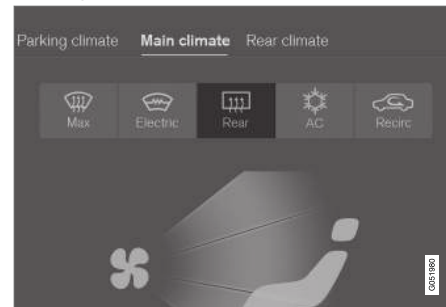 Parking climate Main climate Rear climate
Max Electric Rear AC Recirc
G051980